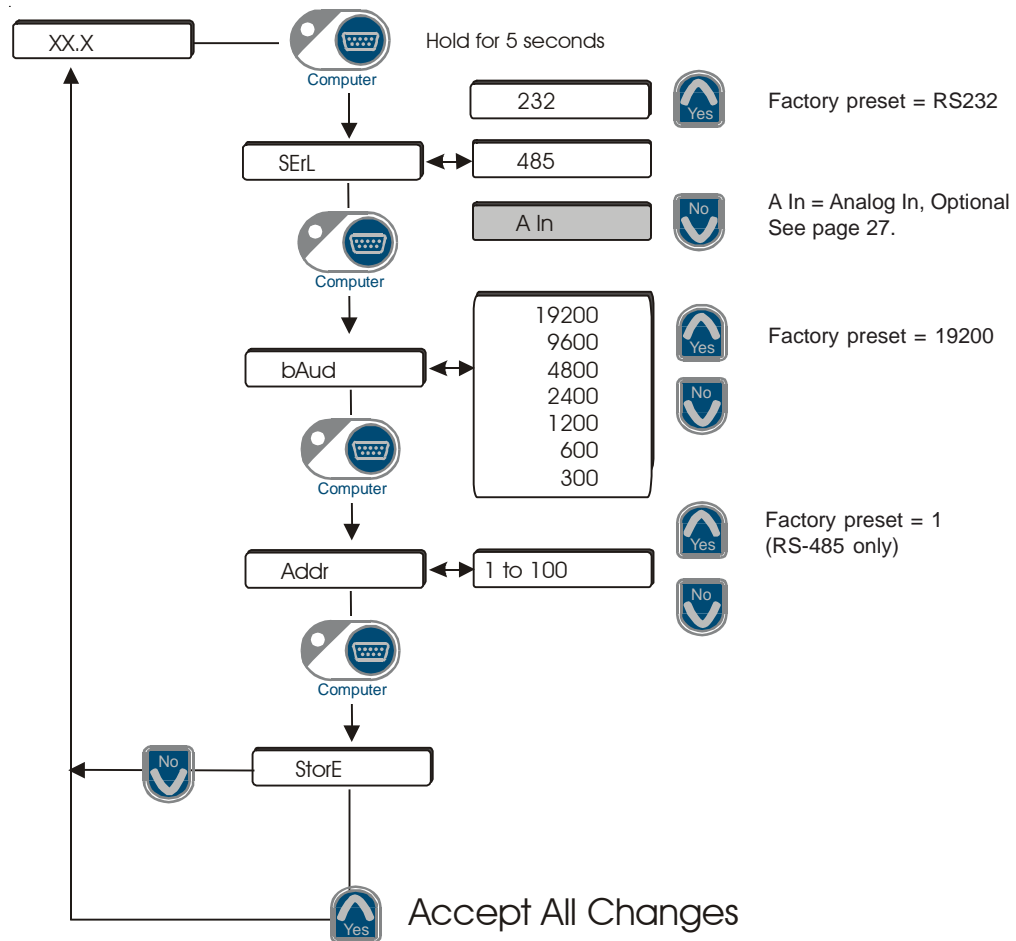 XX.X
Hold for 5 seconds
Computer
232
Yes
Factory preset = RS232
SErL
485
A In
No
A In = Analog In, Optional
See page 27.
Computer
19200
9600
4800
2400
1200
600
300
Yes
Factory preset = 19200
bAud
No
Computer
Yes
Factory preset = 1
(RS-485 only)
Addr
1 to 100
No
Computer
No
StorE
Yes
Accept All Changes